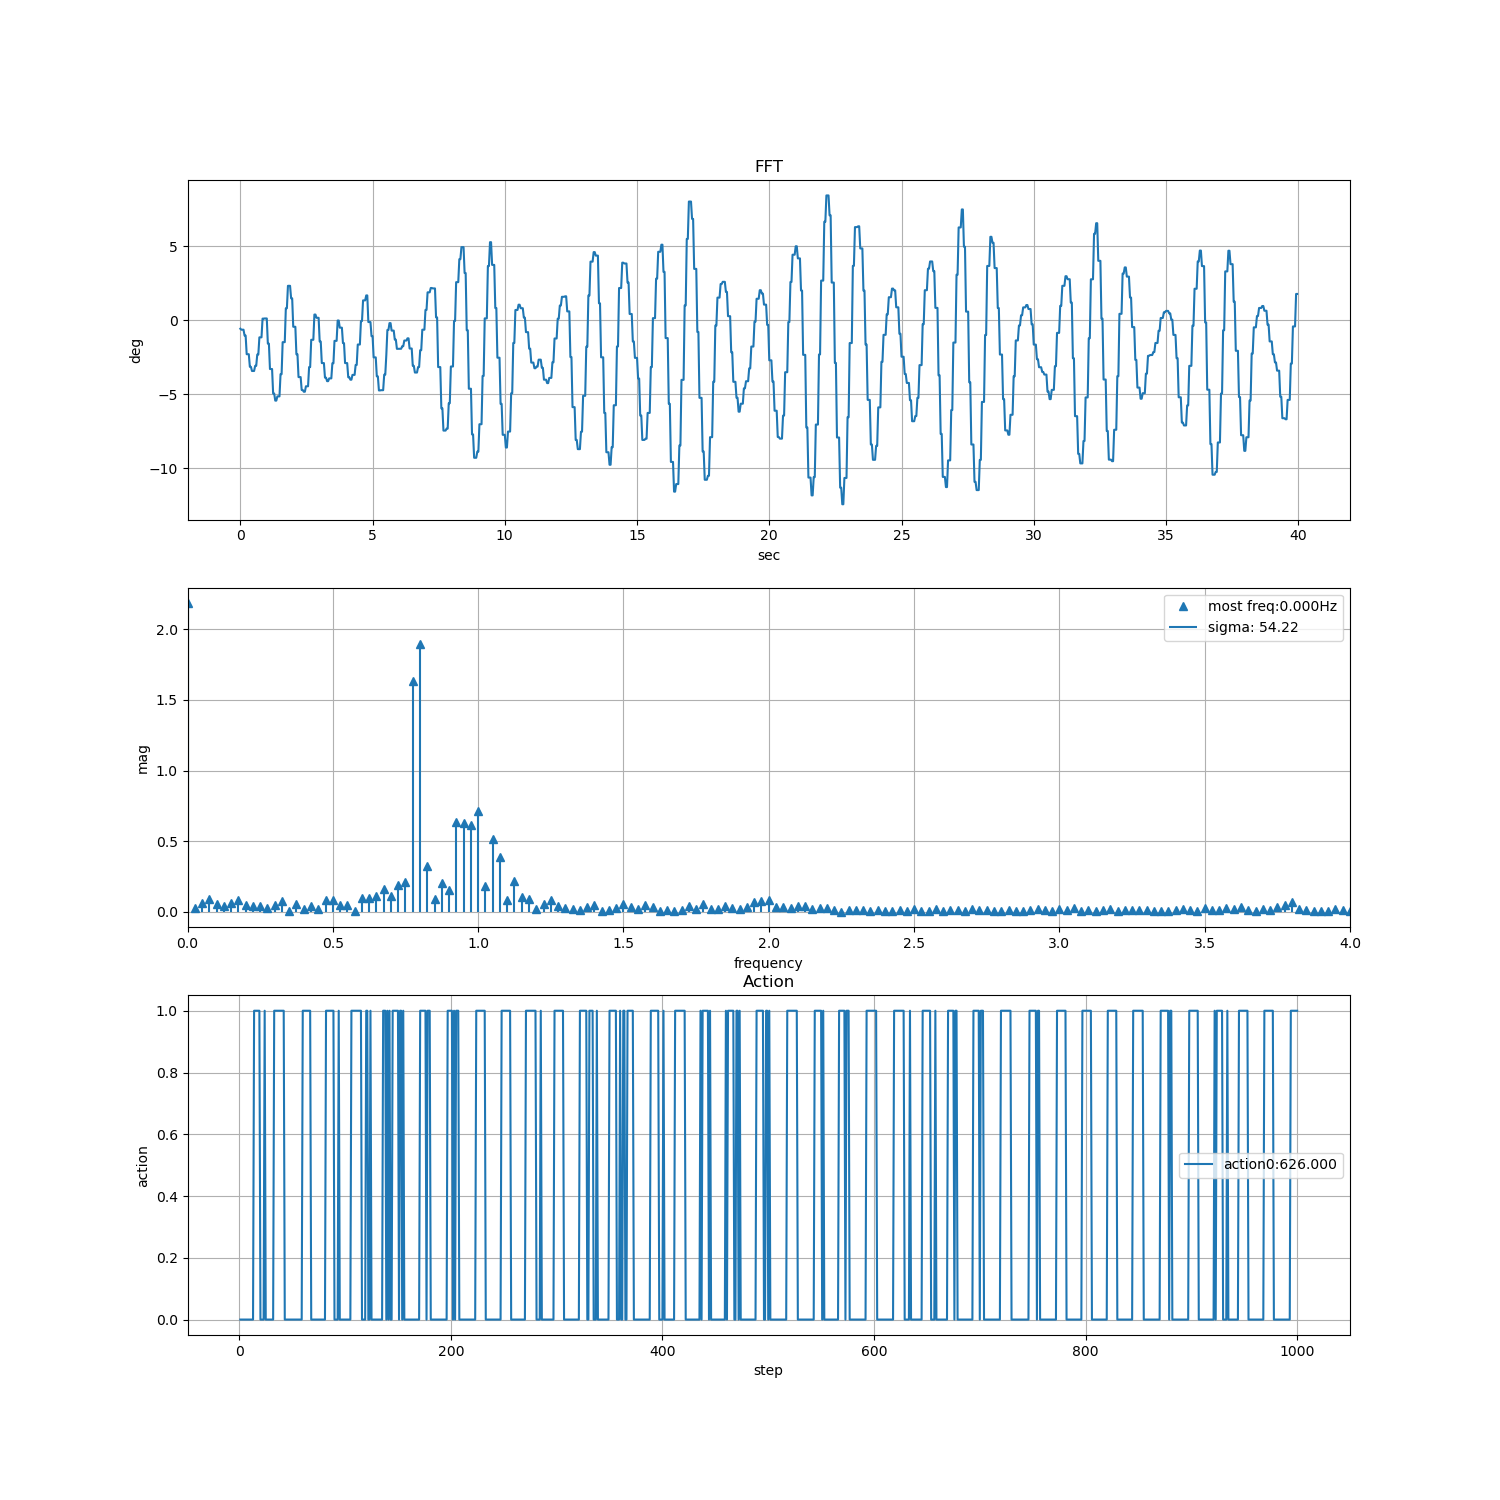 FFT
5
0
−5
−10
deg
0 5 10 15 20 25 30 35 40
sec
2.0
1.5
1.0
0.5
0.0
mag
most freq:0.000Hz
sigma: 54.22
0.0 0.5 1.0 1.5 2.0 2.5 3.0 3.5 4.0
frequency
Action
1.0
0.8
0.6
0.4
0.2
0.0
action
action0:626.000
0 200 400 600 800 1000
step